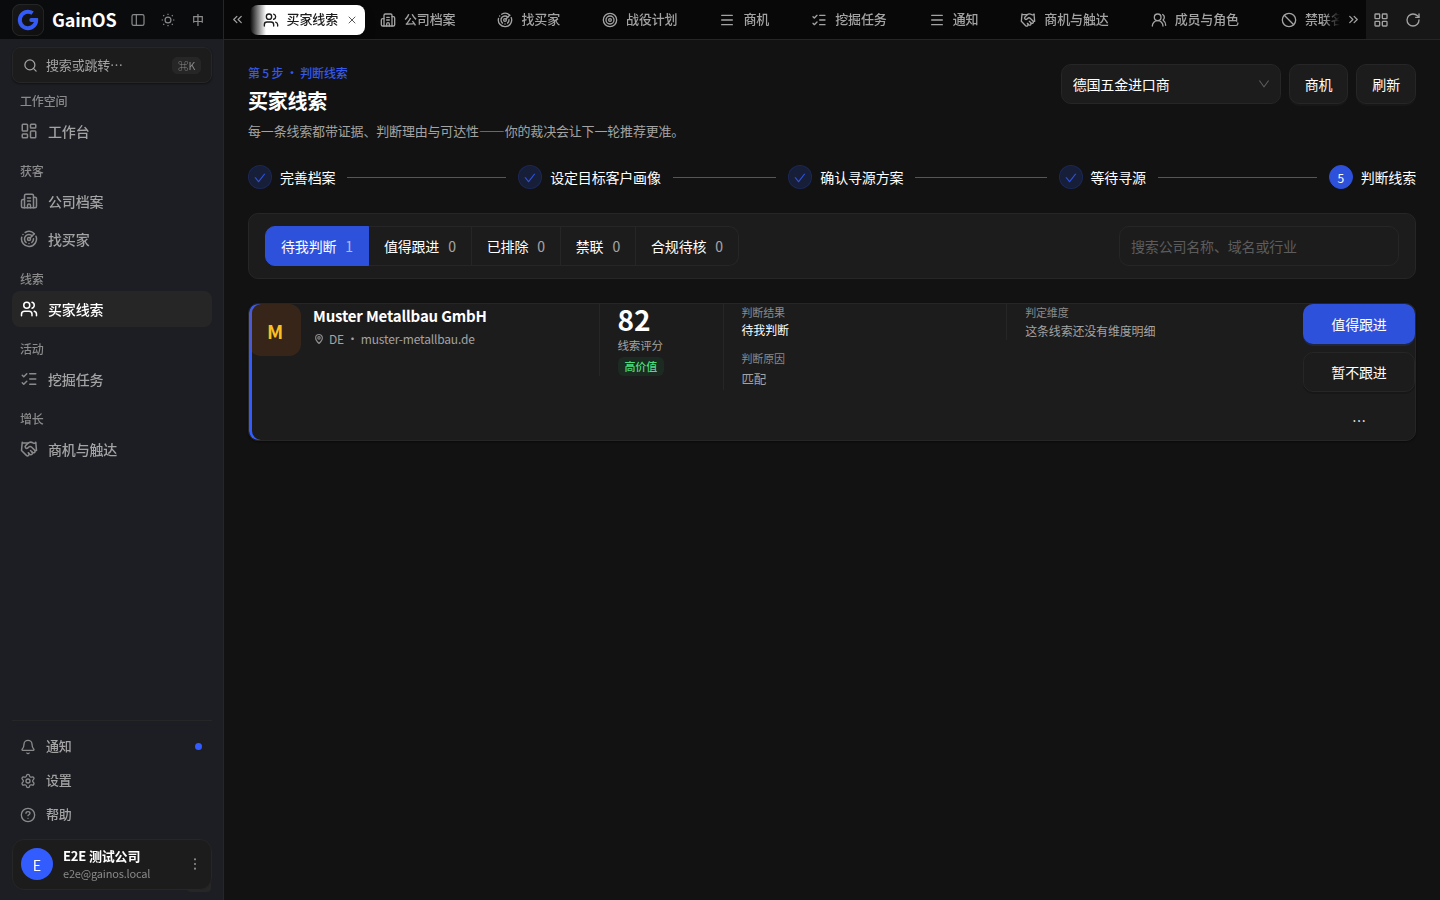 GainOS
中
买家线索
公司档案
找买家
战役计划
商机
挖掘任务
通知
商机与触达
成员与角色
禁联
搜索或跳转…
⌘K
工作空间
工作台
获客
公司档案
找买家
线索
买家线索
活动
挖掘任务
增长
商机与触达
通知
设置
帮助
E
E2E 测试公司
e2e@gainos.local
第 5 步 · 判断线索
买家线索
每一条线索都带证据、判断理由与可达性——你的裁决会让下一轮推荐更准。
德国五金进口商
商机
刷新
完善档案
设定目标客户画像
确认寻源方案
等待寻源
5 判断线索
待我判断 1
值得跟进 0
已排除 0
禁联 0
合规待核 0
搜索公司名称、域名或行业
M
Muster Metallbau GmbH
DE · muster-metallbau.de
82
线索评分
高价值
判断结果
待我判断
判断原因
匹配
判定维度
这条线索还没有维度明细
值得跟进
暂不跟进
…